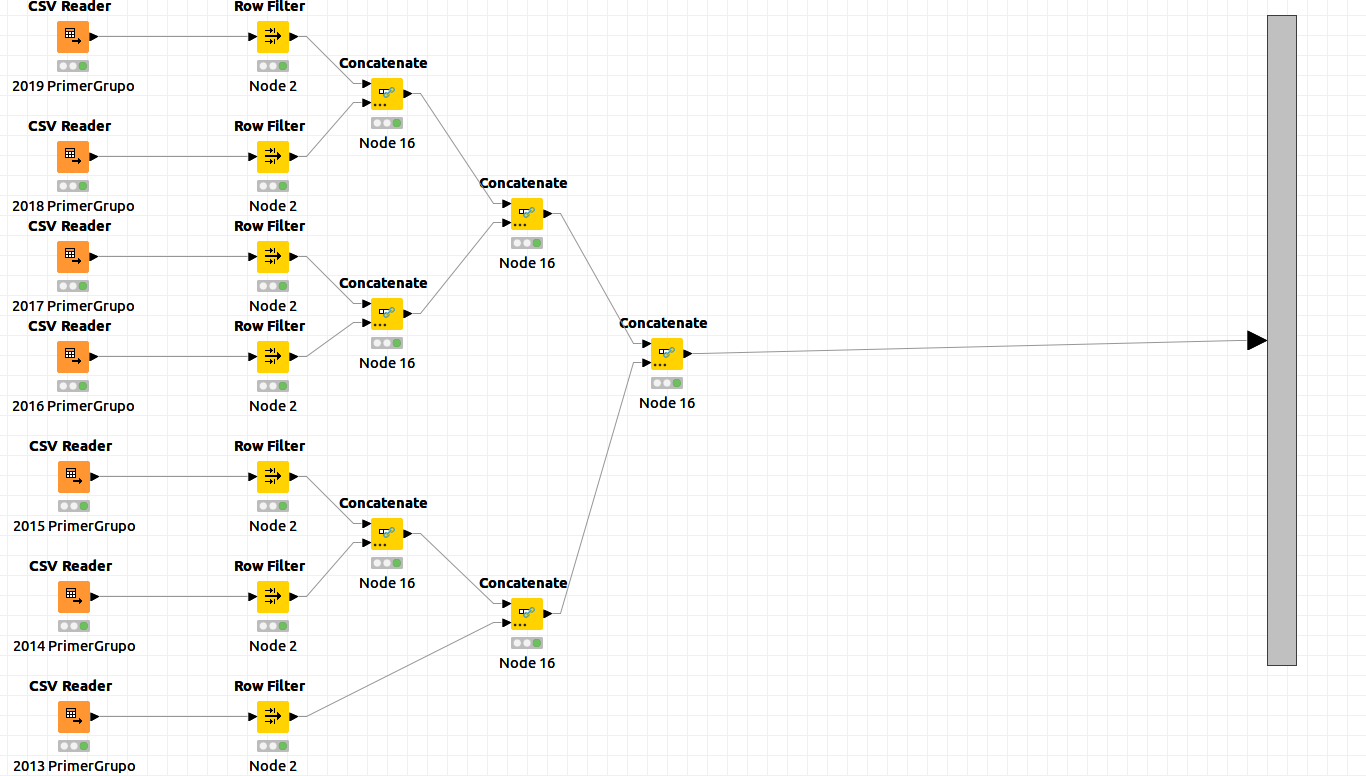 CSV Reader
Row Filter
2019 PrimerGrupo
Node 2
Concatenate
Node 16
CSV Reader
Row Filter
2018 PrimerGrupo
Node 2
Concatenate
Node 16
CSV Reader
Row Filter
2017 PrimerGrupo
Node 2
Concatenate
Node 16
CSV Reader
Row Filter
2016 PrimerGrupo
Node 2
Concatenate
Node 16
CSV Reader
Row Filter
2015 PrimerGrupo
Node 2
Concatenate
Node 16
CSV Reader
Row Filter
2014 PrimerGrupo
Node 2
Concatenate
Node 16
CSV Reader
Row Filter
2013 PrimerGrupo
Node 2